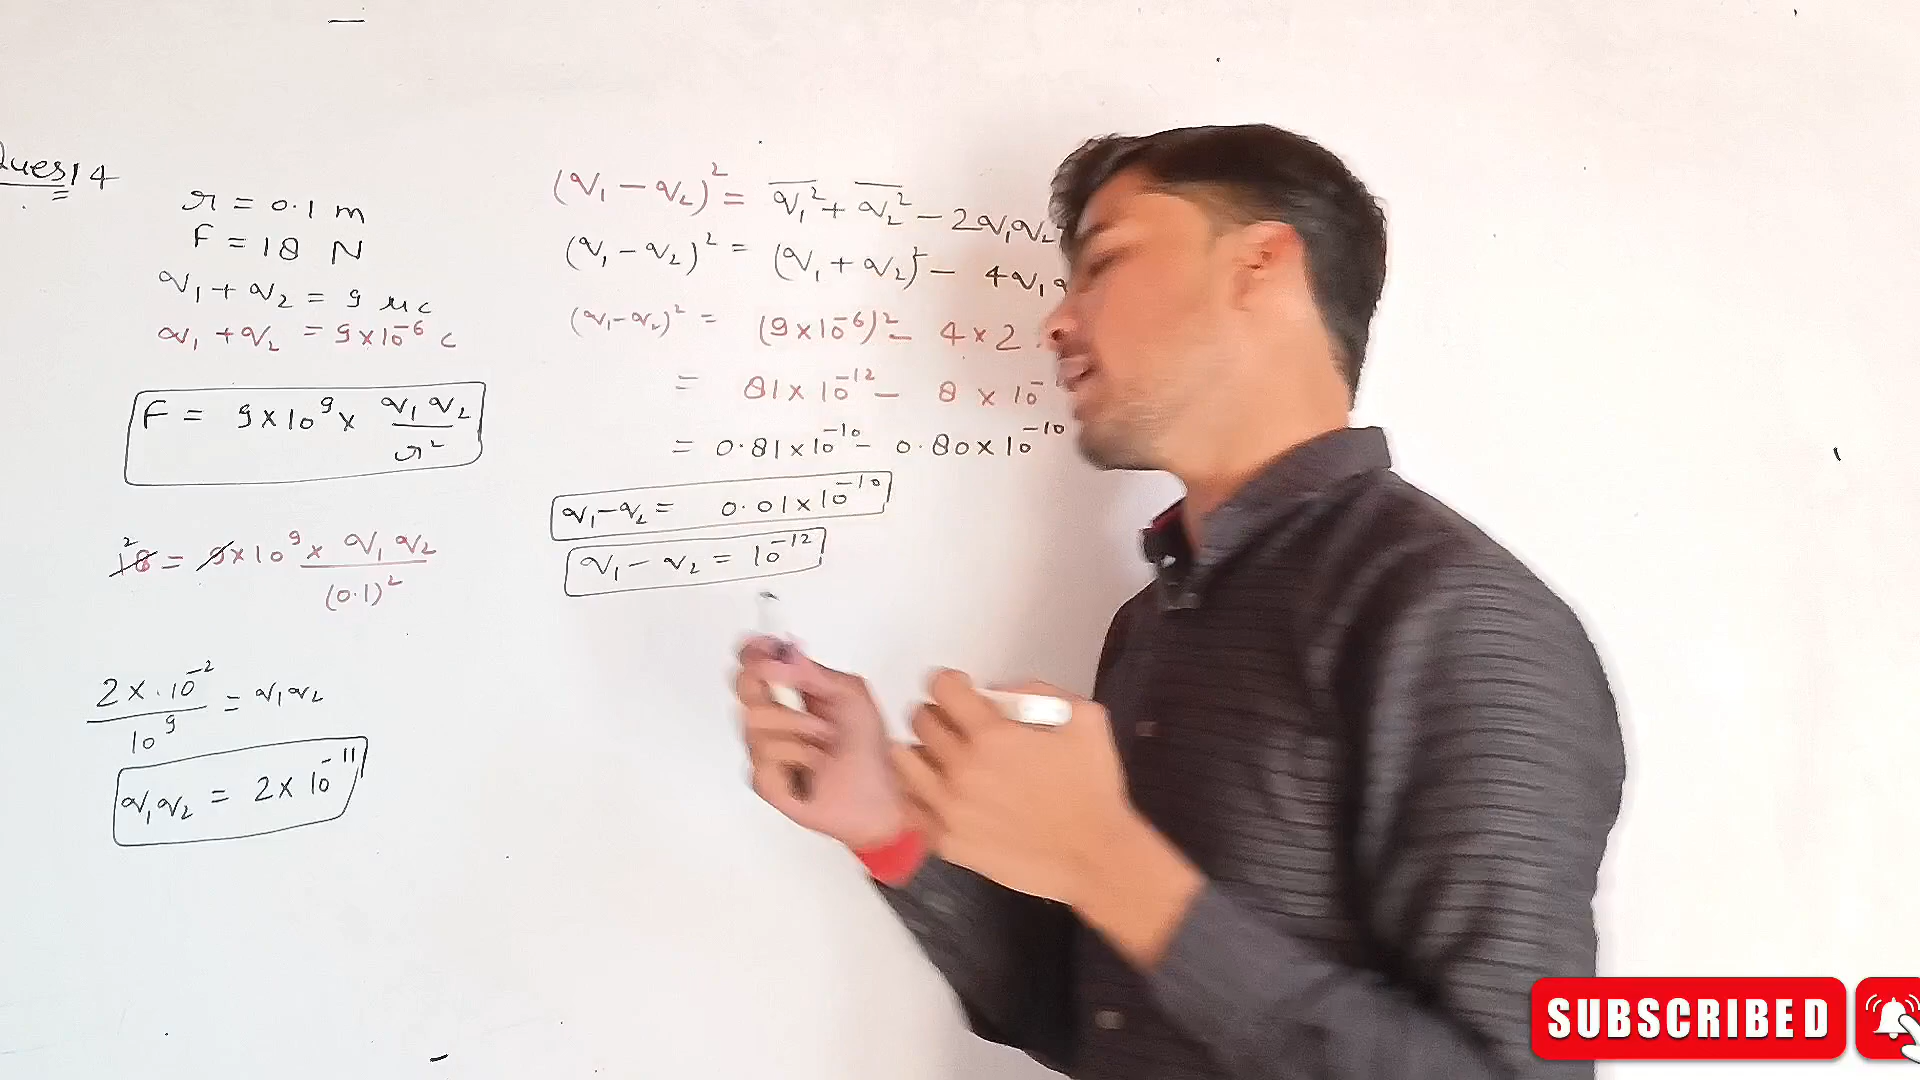 Ques 14
r = 0.1 m
F = 18 N
q₁ + q₂ = 9 μc
q₁ + q₂ = 9×10⁻⁶ c
F = 9×10⁹ × q₁ q₂ / r²
18 = 9×10⁹ × q₁ q₂ / (0.1)²
2
2 × 10⁻² / 10⁹ = q₁ q₂
q₁q₂ = 2 × 10⁻¹¹
(q₁ − q₂)² = q₁² + q₂² − 2q₁q₂
(q₁ − q₂)² = (q₁ + q₂)² − 4q₁
(q₁−q₂)² = (9×10⁻⁶)² − 4 × 2
= 81 × 10⁻¹² − 8 × 10
= 0.81×10⁻¹⁰ − 0.80×10⁻¹⁰
q₁−q₂ = 0.01×10⁻¹⁰
q₁ − q₂ = 10⁻¹²
SUBSCRIBED